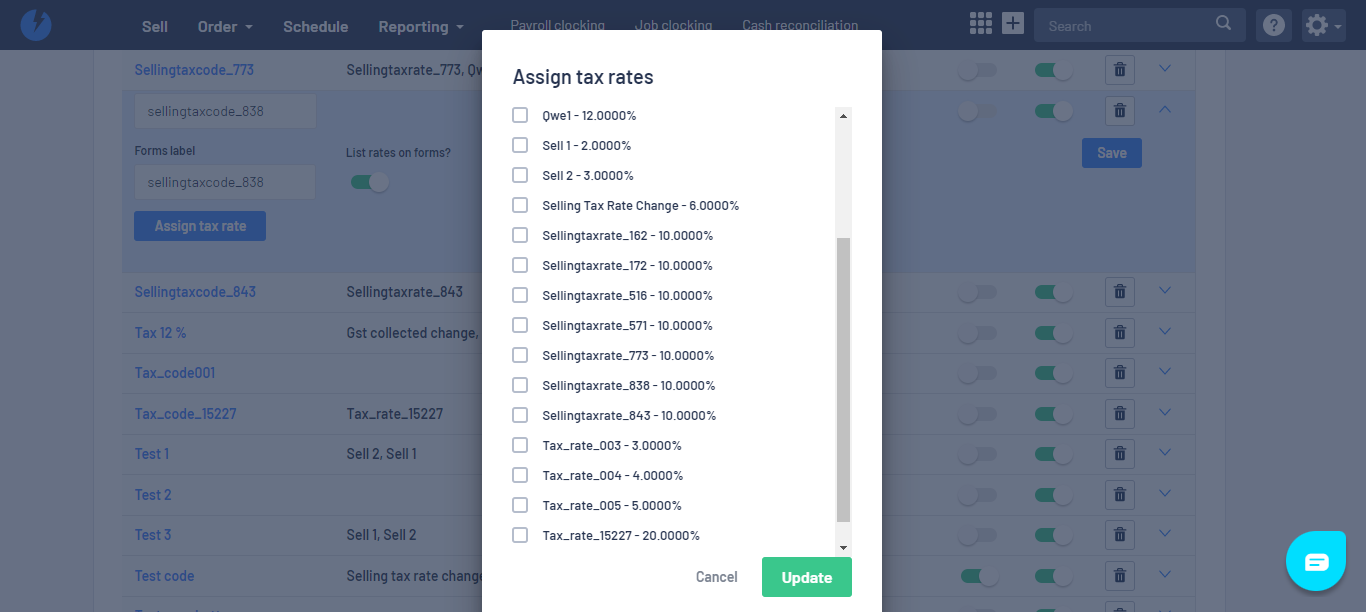 Sell Order Schedule Reporting Payroll clocking Job clocking Cash reconciliation Search
Assign tax rates
Sellingtaxcode_773 Sellingtaxrate_773, Qw
sellingtaxcode_838
Forms label List rates on forms? Save
sellingtaxcode_838
Assign tax rate
Qwe1 - 12.0000%
Sell 1 - 2.0000%
Sell 2 - 3.0000%
Selling Tax Rate Change - 6.0000%
Sellingtaxrate_162 - 10.0000%
Sellingtaxrate_172 - 10.0000%
Sellingtaxrate_516 - 10.0000%
Sellingtaxrate_571 - 10.0000%
Sellingtaxrate_773 - 10.0000%
Sellingtaxrate_838 - 10.0000%
Sellingtaxrate_843 - 10.0000%
Tax_rate_003 - 3.0000%
Tax_rate_004 - 4.0000%
Tax_rate_005 - 5.0000%
Tax_rate_15227 - 20.0000%
Cancel Update
Sellingtaxcode_843 Sellingtaxrate_843
Tax 12 % Gst collected change,
Tax_code001
Tax_code_15227 Tax_rate_15227
Test 1 Sell 2, Sell 1
Test 2
Test 3 Sell 1, Sell 2
Test code Selling tax rate change